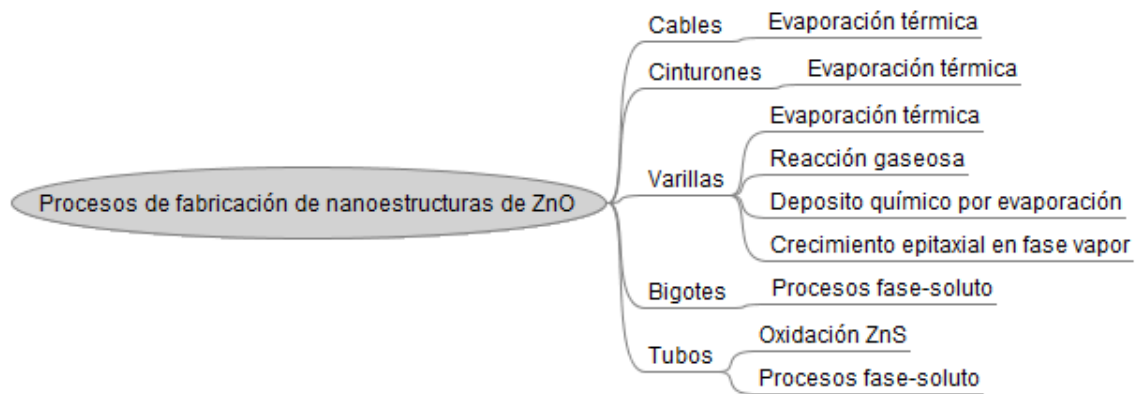 Procesos de fabricación de nanoestructuras de ZnO
Cables
Evaporación térmica
Cinturones
Evaporación térmica
Varillas
Evaporación térmica
Reacción gaseosa
Deposito químico por evaporación
Crecimiento epitaxial en fase vapor
Bigotes
Procesos fase-soluto
Tubos
Oxidación ZnS
Procesos fase-soluto